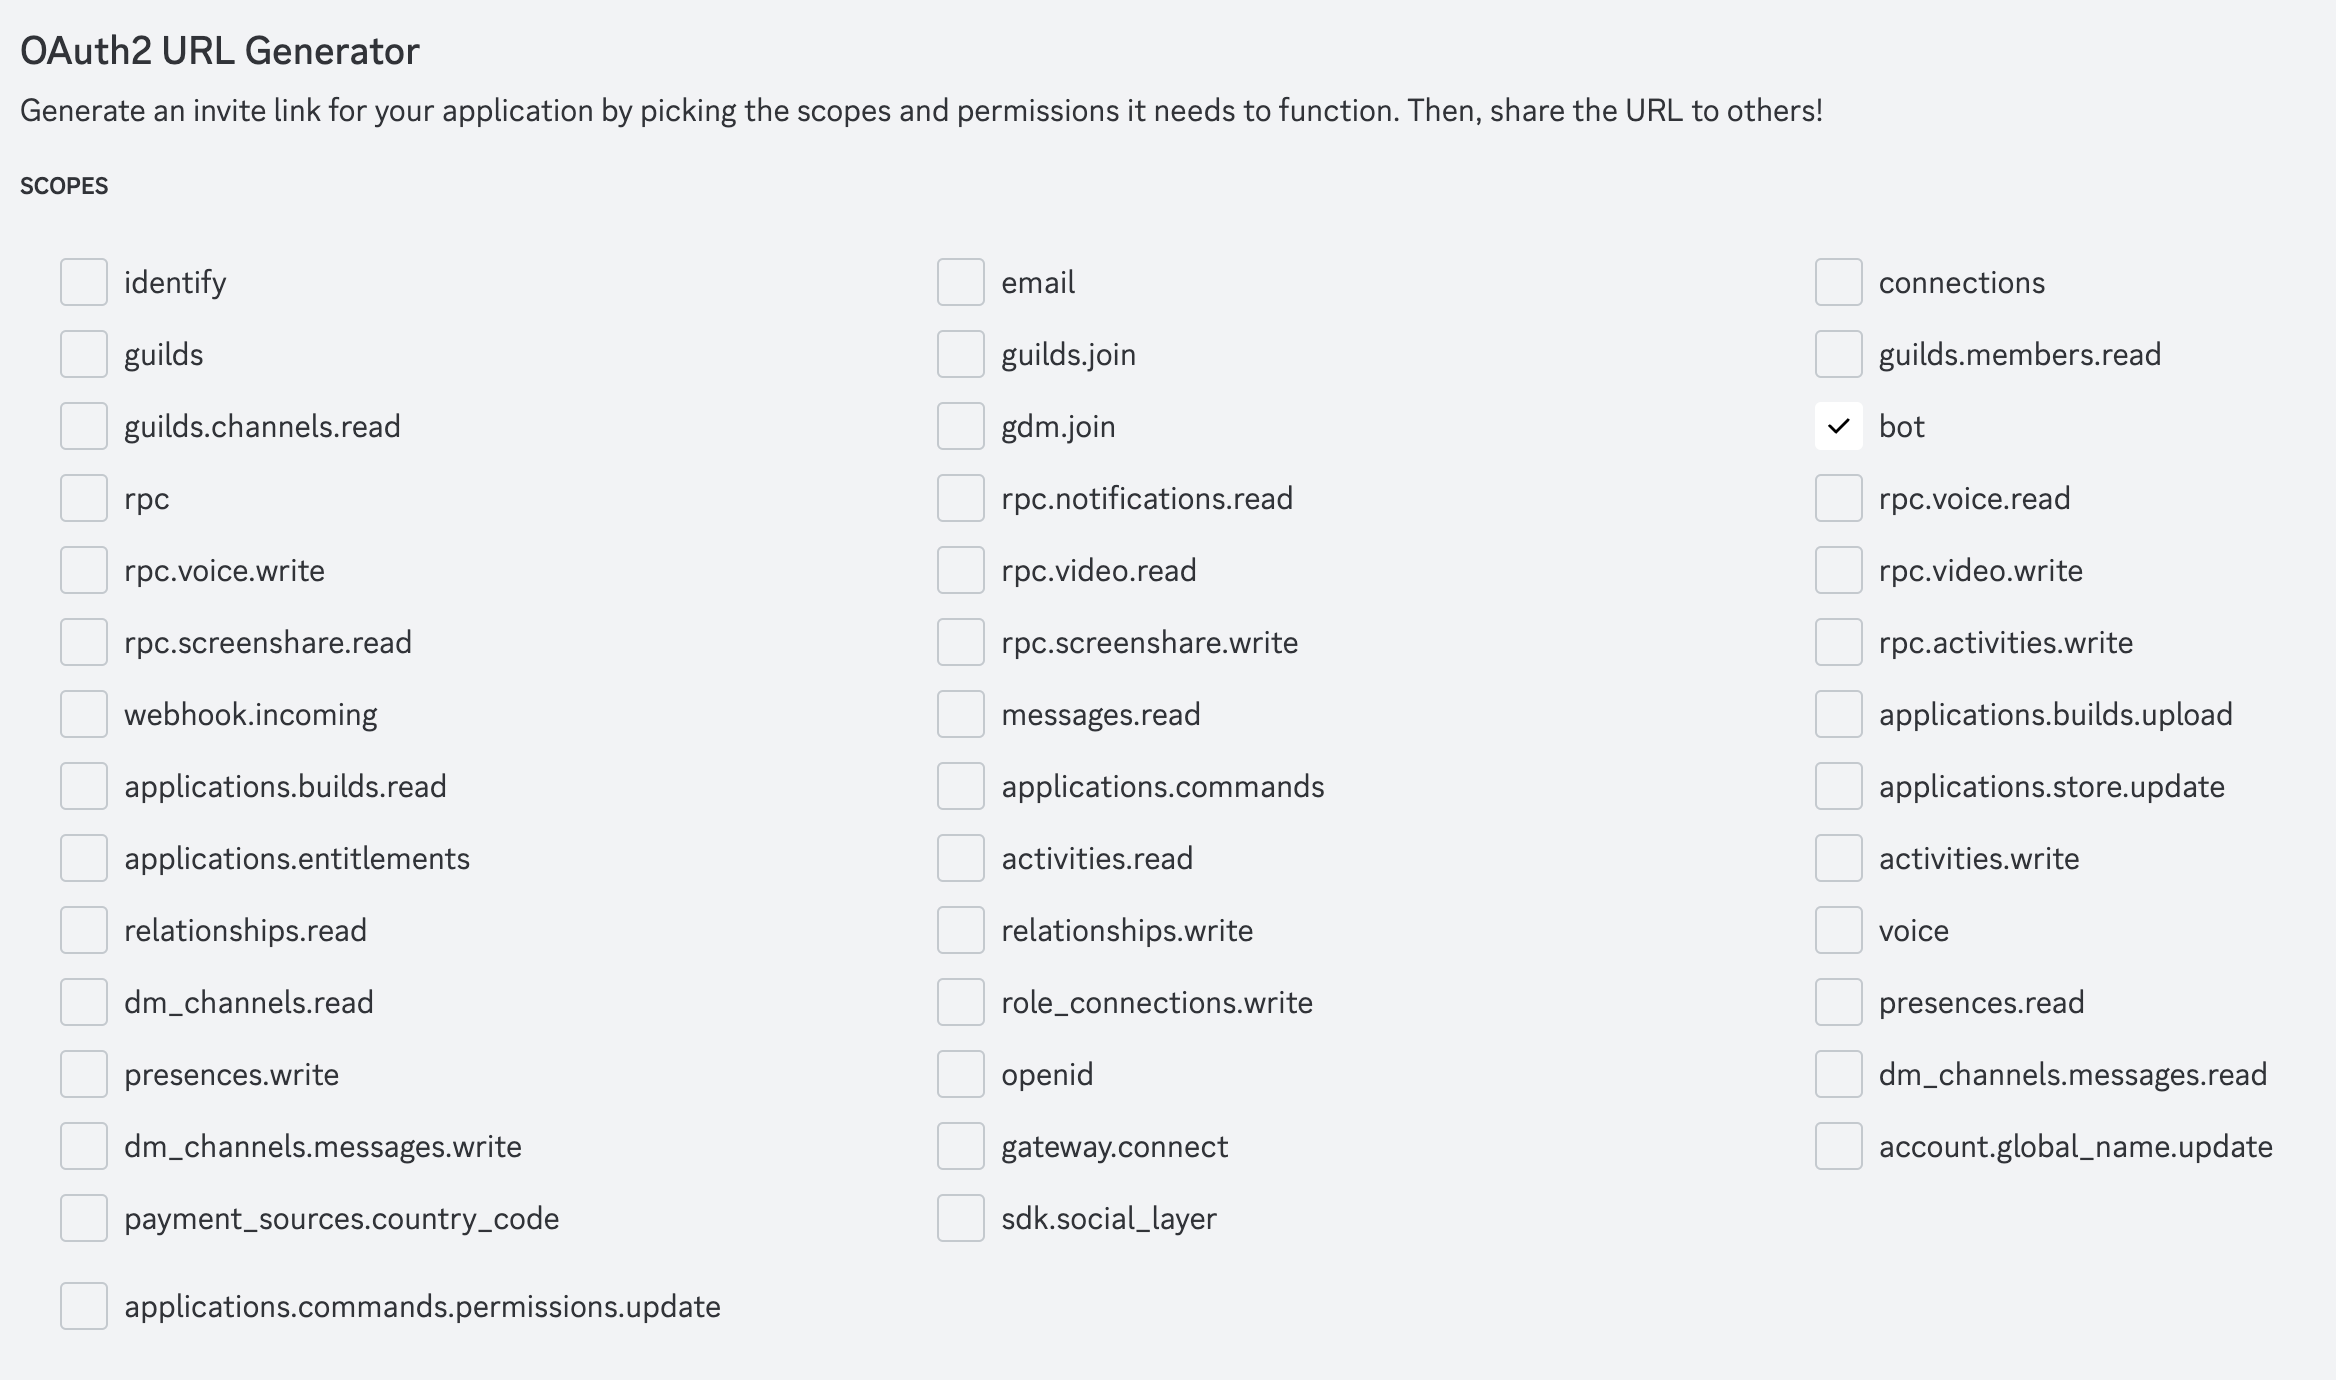 OAuth2 URL Generator
Generate an invite link for your application by picking the scopes and permissions it needs to function. Then, share the URL to others!
SCOPES
identify
email
connections
guilds
guilds.join
guilds.members.read
guilds.channels.read
gdm.join
bot
rpc
rpc.notifications.read
rpc.voice.read
rpc.voice.write
rpc.video.read
rpc.video.write
rpc.screenshare.read
rpc.screenshare.write
rpc.activities.write
webhook.incoming
messages.read
applications.builds.upload
applications.builds.read
applications.commands
applications.store.update
applications.entitlements
activities.read
activities.write
relationships.read
relationships.write
voice
dm_channels.read
role_connections.write
presences.read
presences.write
openid
dm_channels.messages.read
dm_channels.messages.write
gateway.connect
account.global_name.update
payment_sources.country_code
sdk.social_layer
applications.commands.permissions.update